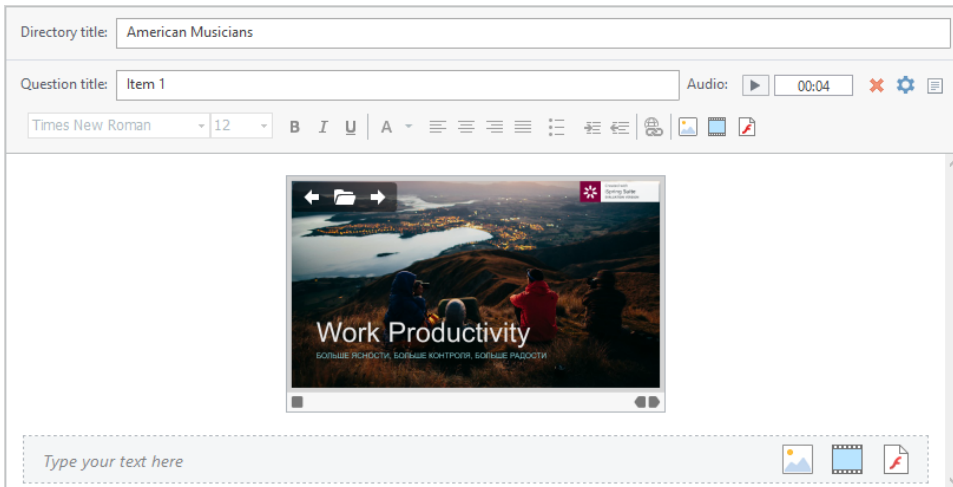 Directory title: American Musicians
Question title: Item 1 Audio: 00:04
Times New Roman 12 B I U A
iSpring Suite
Work Productivity
БОЛЬШЕ ЯСНОСТИ, БОЛЬШЕ КОНТРОЛЯ, БОЛЬШЕ РАДОСТИ
Type your text here